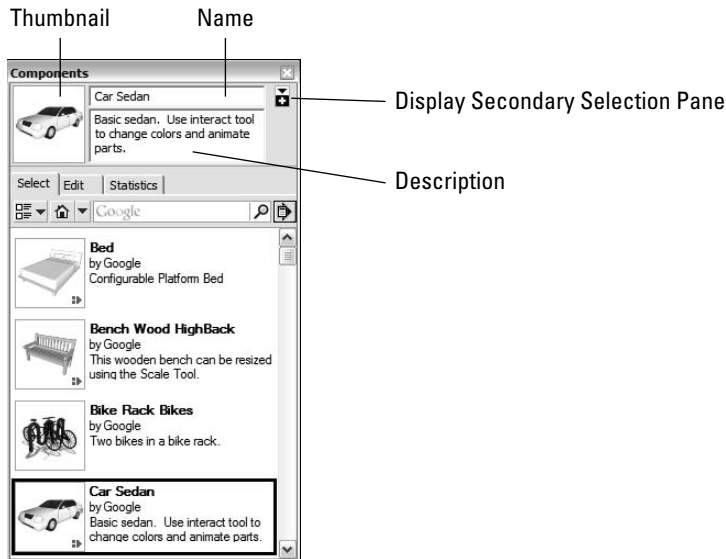 Thumbnail
Name
Components
Car Sedan
Display Secondary Selection Pane
Basic sedan. Use interact tool
to change colors and animate
parts.
Description
Select
Edit
Statistics
Google
Bed
by Google
Configurable Platform Bed
Bench Wood HighBack
by Google
This wooden bench can be resized
using the Scale Tool.
Bike Rack Bikes
by Google
Two bikes in a bike rack.
Car Sedan
by Google
Basic sedan. Use interact tool to
change colors and animate parts.